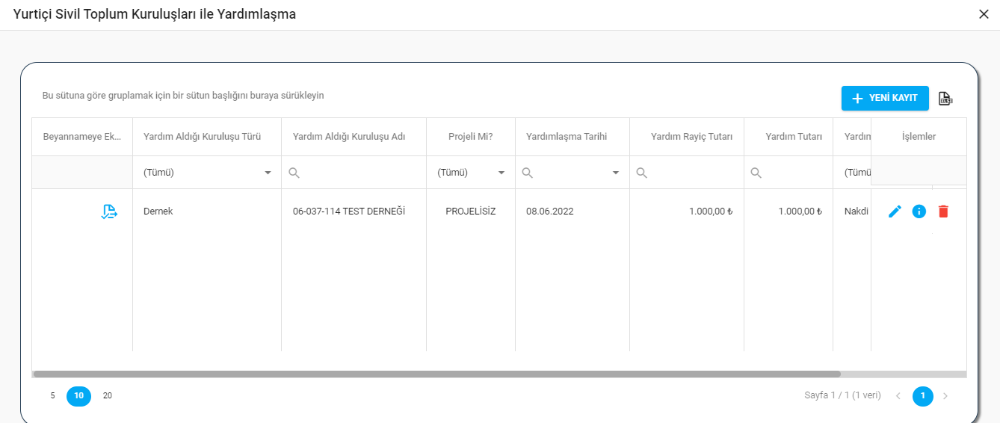 Yurtiçi Sivil Toplum Kuruluşları ile Yardımlaşma
Bu sütuna göre gruplamak için bir sütun başlığını buraya sürükleyin
YENİ KAYIT
Beyannameye Ek... Yardım Aldığı Kuruluşu Türü Yardım Aldığı Kuruluşu Adı Projeli Mi? Yardımlaşma Tarihi Yardım Rayiç Tutarı Yardım Tutarı Yardım İşlemler
(Tümü) (Tümü) (Tümü
Dernek 06-037-114 TEST DERNEĞİ PROJELİSİZ 08.06.2022 1.000,00 ₺ 1.000,00 ₺ Nakdi
5 10 20 Sayfa 1 / 1 (1 veri) 1